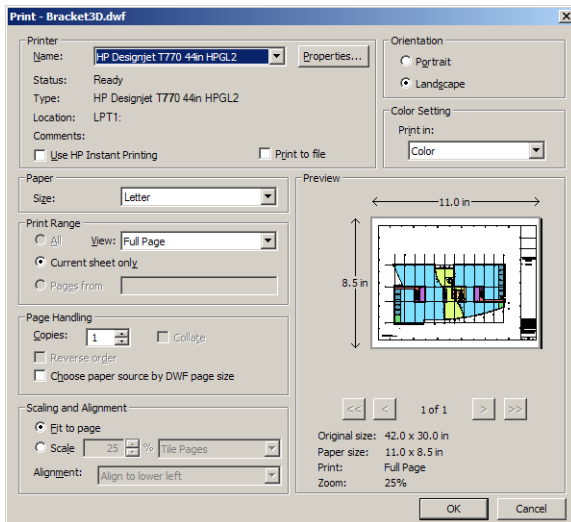 Print - Bracket3D.dwf
Printer
Name: HP Designjet T770 44in HPGL2 Properties...
Status: Ready
Type: HP Designjet T770 44in HPGL2
Location: LPT1:
Comments:
Use HP Instant Printing Print to file
Orientation
Portrait
Landscape
Color Setting
Print in:
Color
Paper
Size: Letter
Print Range
All View: Full Page
Current sheet only
Pages from
Page Handling
Copies: 1 Collate
Reverse order
Choose paper source by DWF page size
Scaling and Alignment
Fit to page
Scale 25 % Tile Pages
Alignment: Align to lower left
Preview
11.0 in
8.5 in
<< < 1 of 1 > >>
Original size: 42.0 x 30.0 in
Paper size: 11.0 x 8.5 in
Print: Full Page
Zoom: 25%
OK Cancel